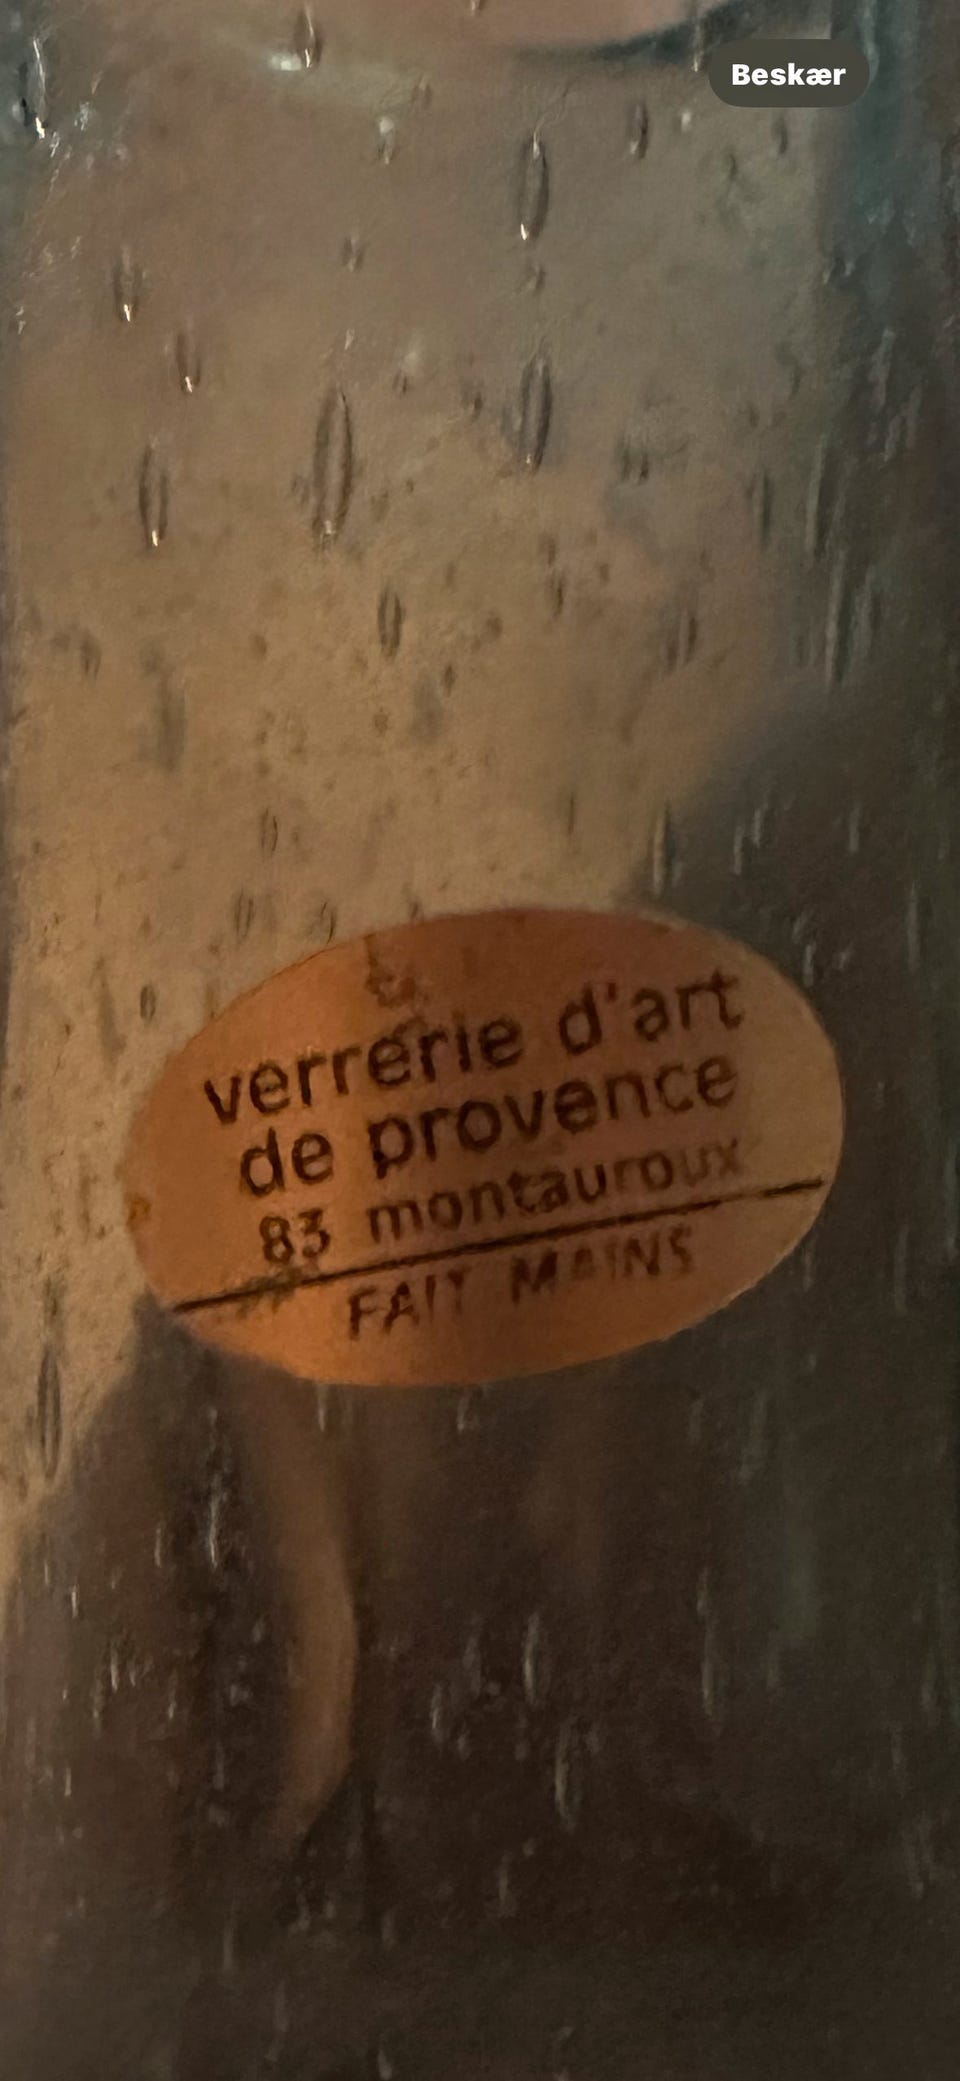 Beskær
verrerie d'art
de provence
83 montauroux
FAIT MAINS